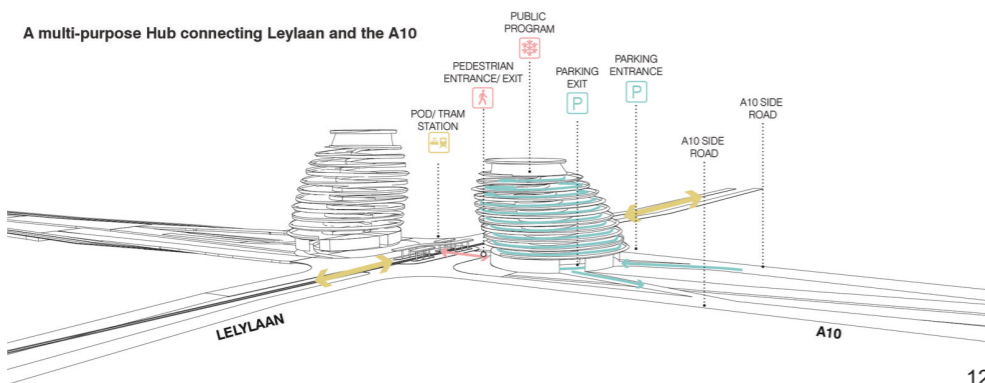 A multi-purpose Hub connecting Leylaan and the A10
PUBLIC
PROGRAM
PEDESTRIAN
ENTRANCE/ EXIT
POD/ TRAM
STATION
PARKING
EXIT
P
PARKING
ENTRANCE
P
A10 SIDE
ROAD
A10 SIDE
ROAD
LELYLAAN
A10
12